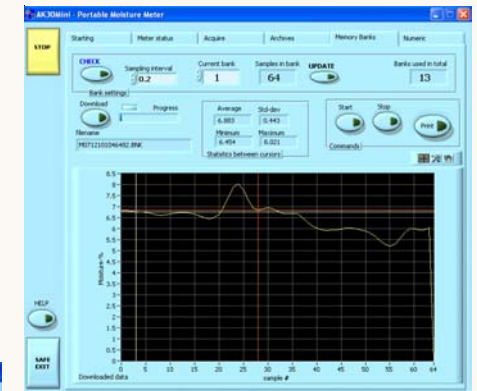 AK30Mini - Portable Moisture Meter
STOP
Starting
Meter status
Acquire
Archives
Memory Banks
Numeric
CHECK
Sampling interval
0.2
Current bank
1
Samples in bank
64
UPDATE
Banks used in total
13
Bank settings
Download
Progress
Average
6.883
Std-dev
0.443
Minimum
6.454
Maximum
8.021
Statistics between cursors
Start
Stop
Print
Commands
filename
M0712101046482.BNK
Moisture-%
6.5
8
7.5
7
6.5
6
5.5
5
4.5
4
3.5
3
2.5
2
1.5
1
0.5
0
0
5
10
15
20
25
30
35
40
45
50
55
60
64
Downloaded data
sample #
HELP
SAFE
EXIT